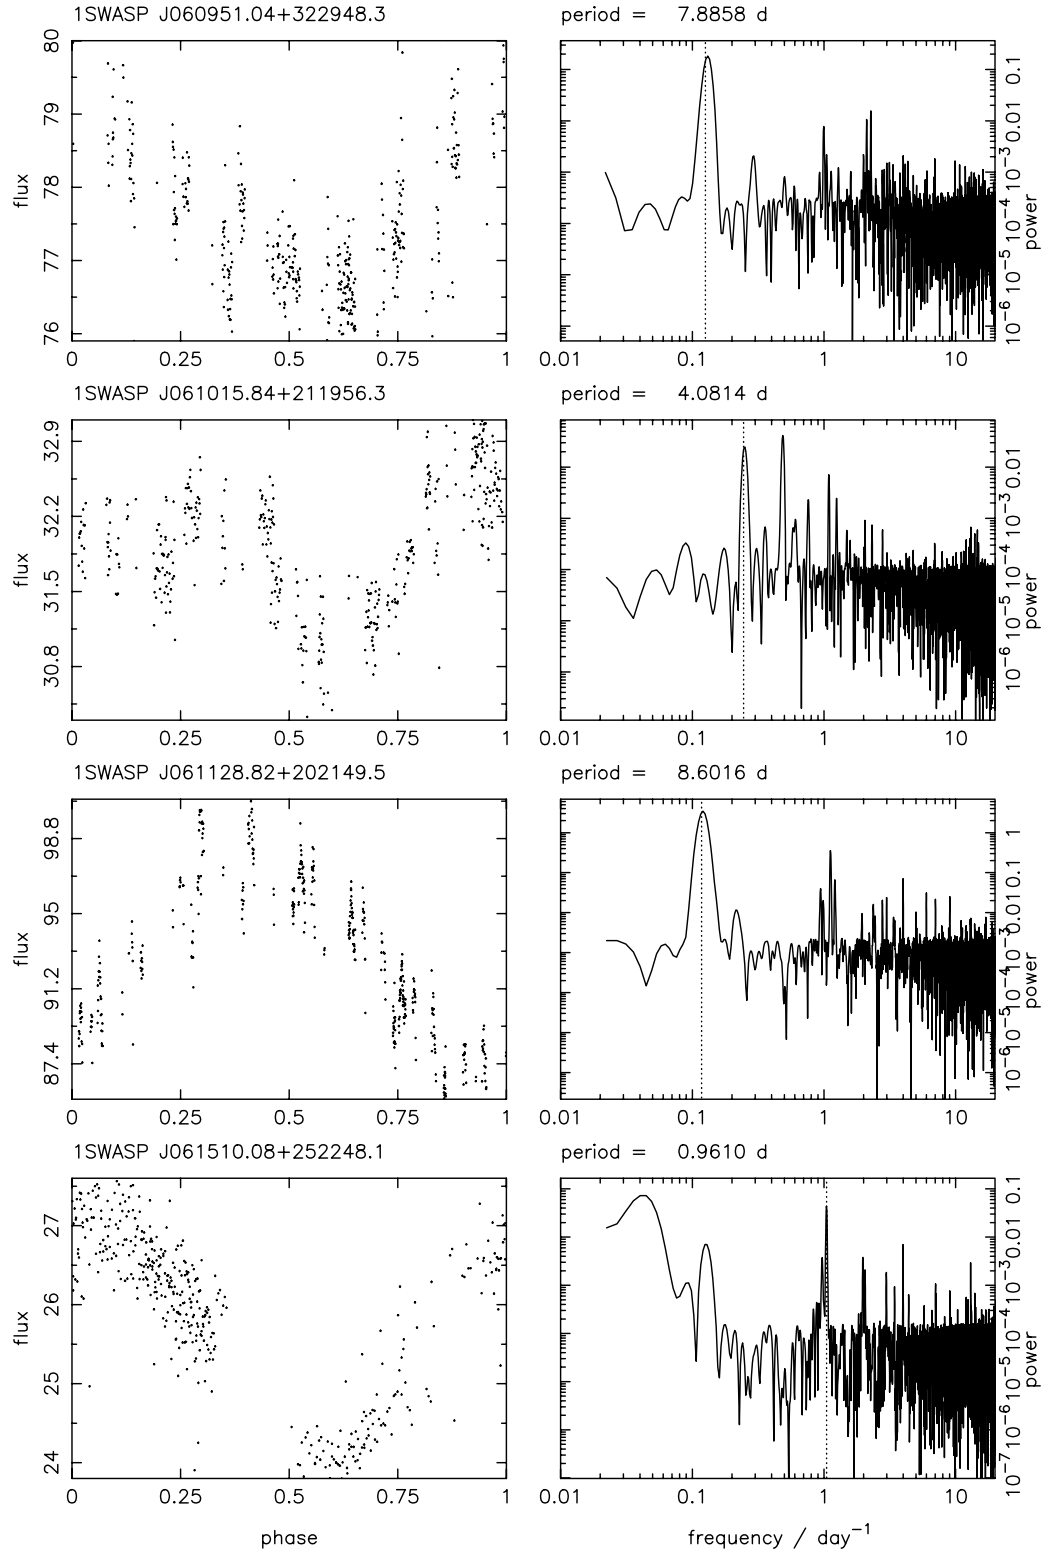 1SWASP J060951.04+322948.3 period = 7.8858 d
flux 76 77 78 79 80
0 0.25 0.5 0.75 1
power 10⁻⁶ 10⁻⁵ 10⁻⁴ 10⁻³ 0.01 0.1
0.01 0.1 1 10
1SWASP J061015.84+211956.3 period = 4.0814 d
flux 30.8 31.5 32.2 32.9
0 0.25 0.5 0.75 1
power 10⁻⁶ 10⁻⁵ 10⁻⁴ 10⁻³ 0.01
0.01 0.1 1 10
1SWASP J061128.82+202149.5 period = 8.6016 d
flux 87.4 91.2 95 98.8
0 0.25 0.5 0.75 1
power 10⁻⁶ 10⁻⁵ 10⁻⁴ 10⁻³ 0.01 0.1 1
0.01 0.1 1 10
1SWASP J061510.08+252248.1 period = 0.9610 d
flux 24 25 26 27
0 0.25 0.5 0.75 1
power 10⁻⁷ 10⁻⁶ 10⁻⁵ 10⁻⁴ 10⁻³ 0.01 0.1
0.01 0.1 1 10
phase frequency / day⁻¹